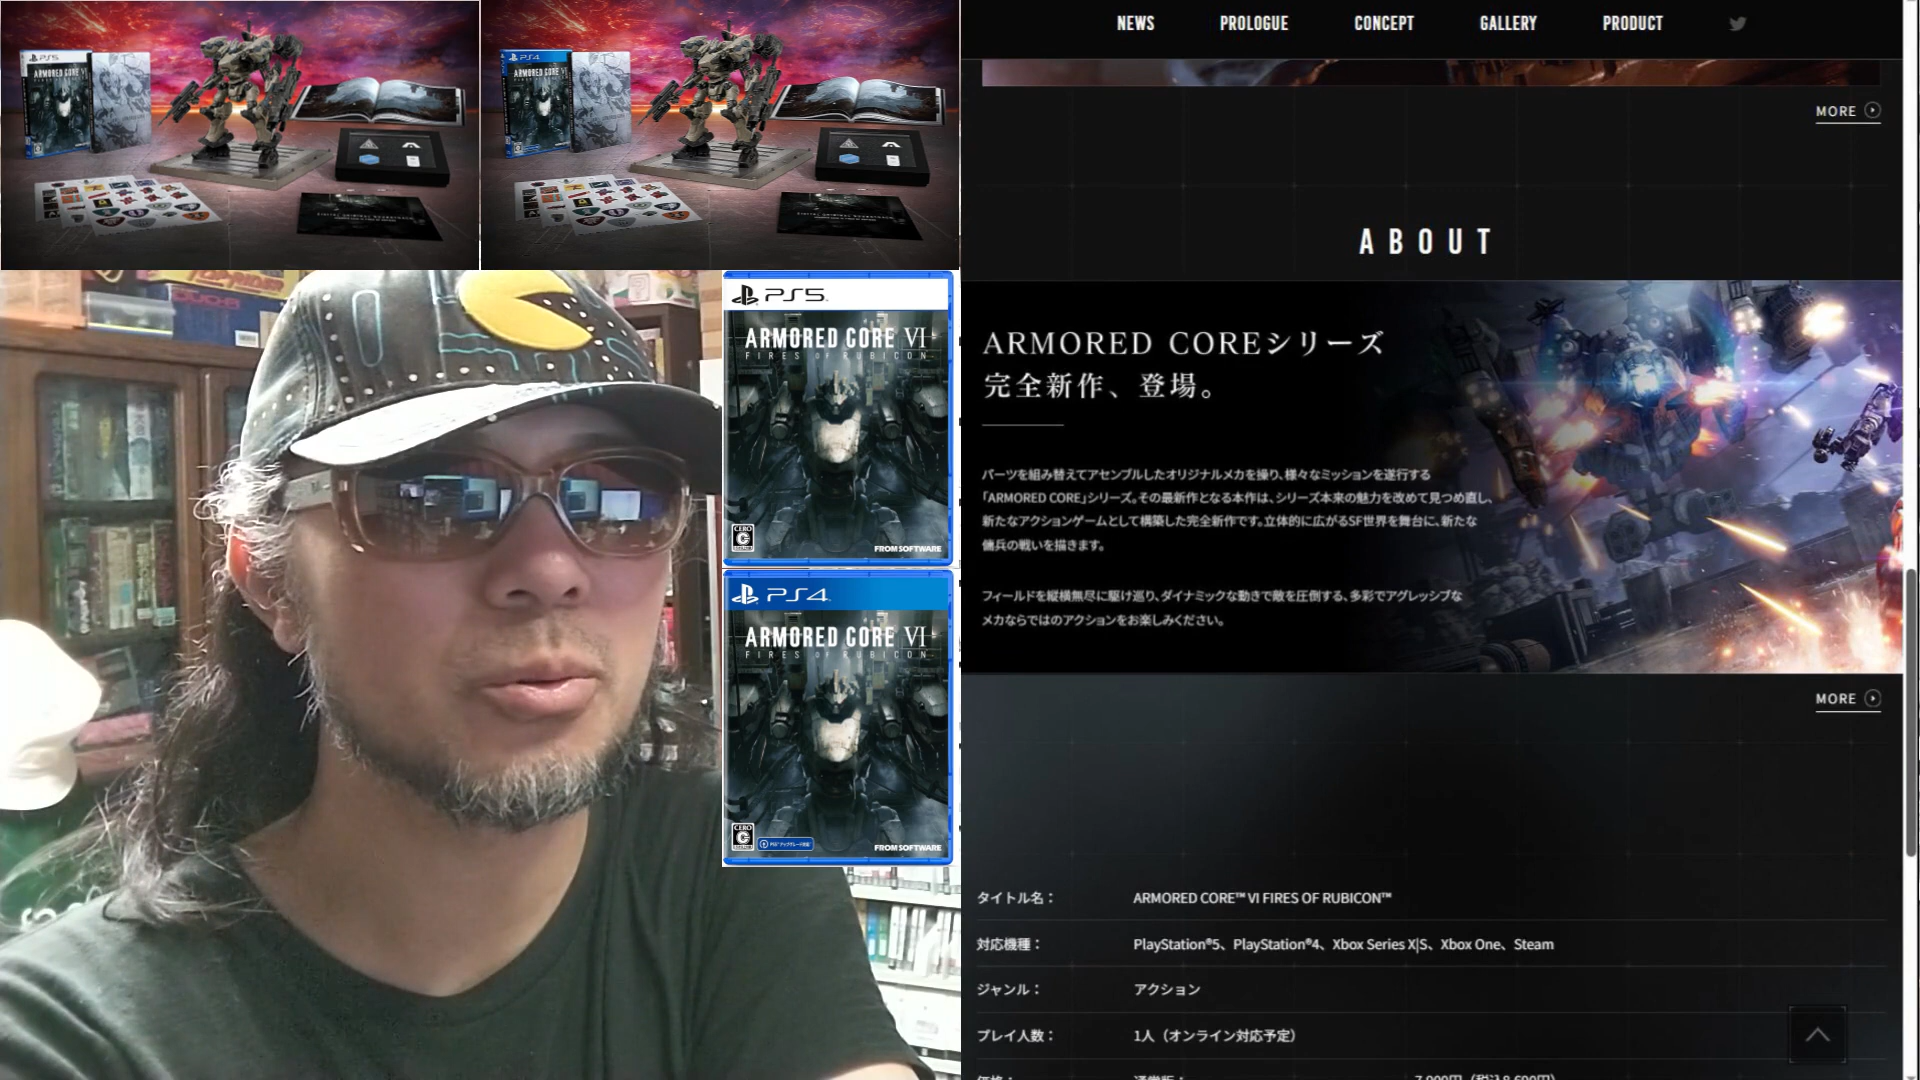 PS5
ARMORED CORE VI
PS4
ARMORED CORE VI
PS5
ARMORED CORE VI
FIRES OF RUBICON
CERO
C
FROMSOFTWARE
PS4
ARMORED CORE VI
FIRES OF RUBICON
CERO
C
FROMSOFTWARE
NEWS
PROLOGUE
CONCEPT
GALLERY
PRODUCT
MORE
ABOUT
ARMORED COREシリーズ
完全新作、登場。
パーツを組み替えてアセンブルしたオリジナルメカを操り、様々なミッションを遂行する
「ARMORED CORE」シリーズ。その最新作となる本作は、シリーズ本来の魅力を改めて見つめ直し、
新たなアクションゲームとして構築した完全新作です。立体的に広がるSF世界を舞台に、新たな
傭兵の戦いを描きます。
フィールドを縦横無尽に駆け巡り、ダイナミックな動きで敵を圧倒する、多彩でアグレッシブな
メカならではのアクションをお楽しみください。
MORE
タイトル名：
ARMORED CORE™ VI FIRES OF RUBICON™
対応機種：
PlayStation®5、PlayStation®4、Xbox Series X|S、Xbox One、Steam
ジャンル：
アクション
プレイ人数：
1人（オンライン対応予定）